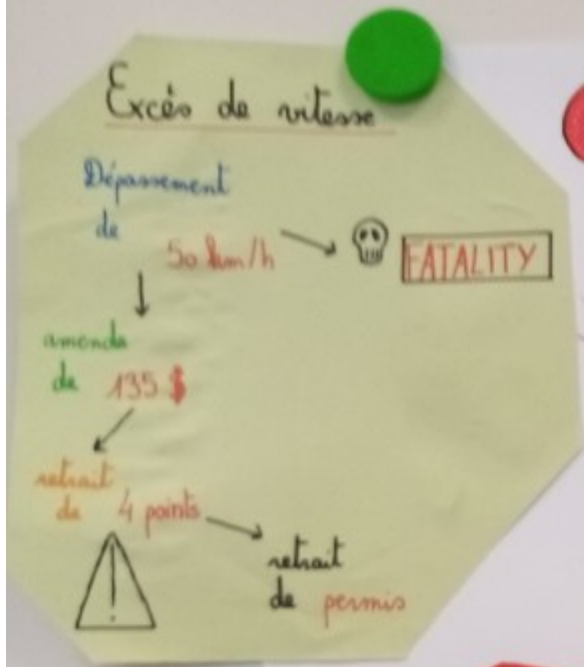 Excès de vitesse
Dépassement
de 50 km/h
FATALITY
amende
de 135 $
retrait
de 4 points
retrait
de permis